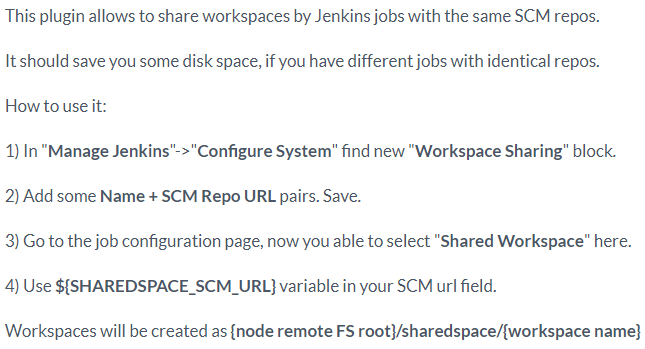 This plugin allows to share workspaces by Jenkins jobs with the same SCM repos.
It should save you some disk space, if you have different jobs with identical repos.
How to use it:
1) In "Manage Jenkins"->"Configure System" find new "Workspace Sharing" block.
2) Add some Name + SCM Repo URL pairs. Save.
3) Go to the job configuration page, now you able to select "Shared Workspace" here.
4) Use ${SHAREDSPACE_SCM_URL} variable in your SCM url field.
Workspaces will be created as {node remote FS root}/sharedspace/{workspace name}